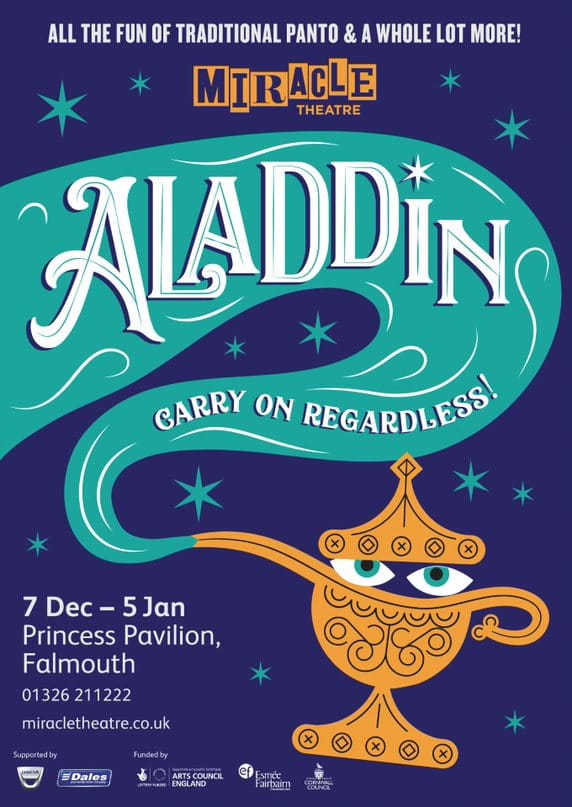 ALL THE FUN OF TRADITIONAL PANTO & A WHOLE LOT MORE!
MIRACLE
THEATRE
ALADDIN
CARRY ON REGARDLESS!
7 Dec – 5 Jan
Princess Pavilion,
Falmouth
01326 211222
miracletheatre.co.uk
Supported by
Funded by
Dales
LOTTERY FUNDED
ARTS COUNCIL
ENGLAND
Esmée
Fairbairn
CORNWALL
COUNCIL